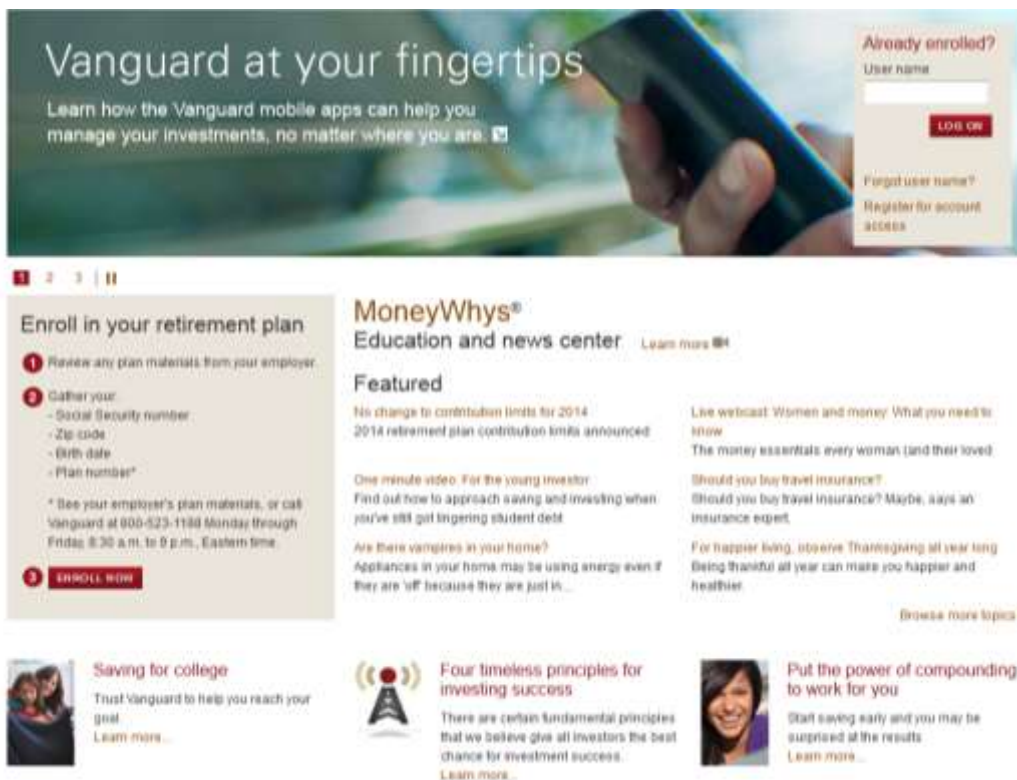 Vanguard at your fingertips
Learn how the Vanguard mobile apps can help you
manage your investments, no matter where you are.
Already enrolled?
User name
LOG ON
Forgot user name?
Register for account
access
1 2 3
Enroll in your retirement plan
1 Review any plan materials from your employer.
2 Gather your:
- Social Security number
- Zip code
- Birth date
- Plan number*
* See your employer's plan materials, or call
Vanguard at 800-523-1188 Monday through
Friday 8:30 a.m. to 9 p.m., Eastern time.
3 ENROLL NOW
MoneyWhys®
Education and news center Learn more
Featured
No change to contribution limits for 2014
2014 retirement plan contribution limits announced
One minute video: For the young investor
Find out how to approach saving and investing when
you've still got lingering student debt
Are there vampires in your home?
Appliances in your home may be using energy even if
they are 'off' because they are just in...
Live webcast: Women and money: What you need to
know
The money essentials every woman (and their loved
Should you buy travel insurance?
Should you buy travel insurance? Maybe, says an
insurance expert.
For happier living, observe Thanksgiving all year long
Being thankful all year can make you happier and
healthier.
Browse more topics
Saving for college
Trust Vanguard to help you reach your
goal.
Learn more...
Four timeless principles for
investing success
There are certain fundamental principles
that we believe give all investors the best
chance for investment success.
Learn more...
Put the power of compounding
to work for you
Start saving early and you may be
surprised at the results
Learn more...